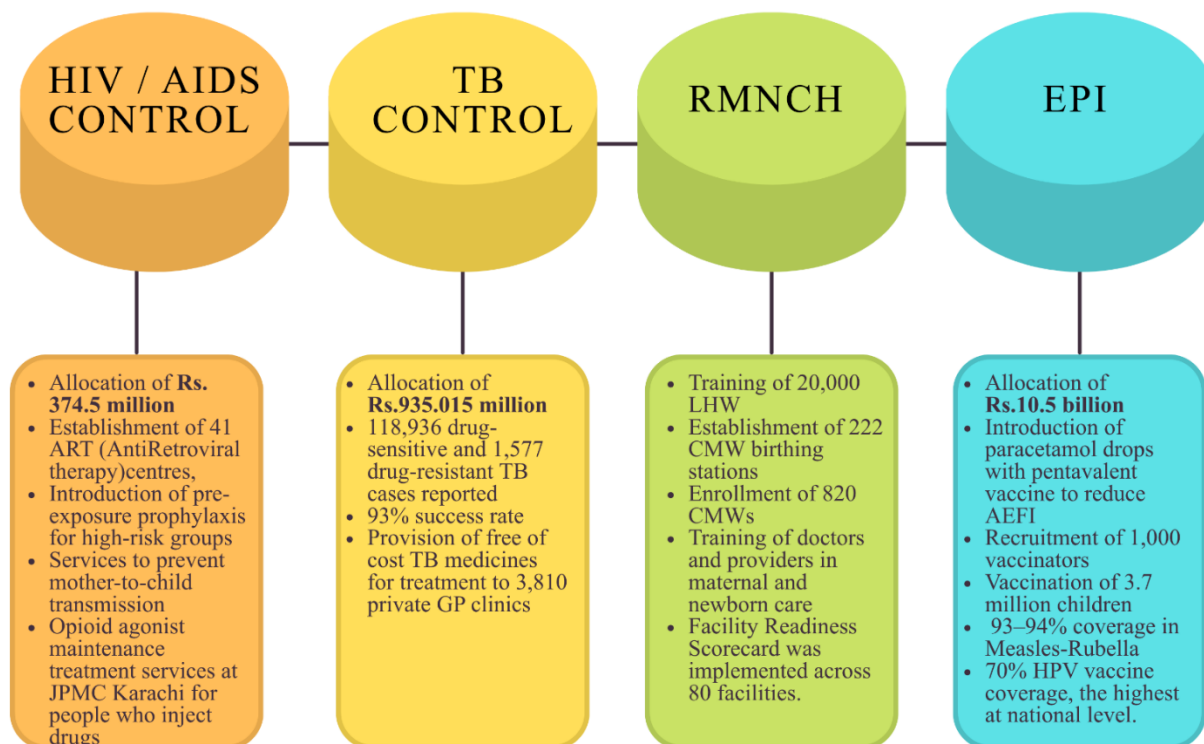 HIV / AIDS
CONTROL
TB
CONTROL
RMNCH
EPI
• Allocation of Rs.
374.5 million
• Establishment of 41
ART (AntiRetroviral
therapy)centres,
• Introduction of pre-
exposure prophylaxis
for high-risk groups
• Services to prevent
mother-to-child
transmission
• Opioid agonist
maintenance
treatment services at
JPMC Karachi for
people who inject
drugs
• Allocation of
Rs.935.015 million
• 118,936 drug-
sensitive and 1,577
drug-resistant TB
cases reported
• 93% success rate
• Provision of free of
cost TB medicines
for treatment to 3,810
private GP clinics
• Training of 20,000
LHW
• Establishment of 222
CMW birthing
stations
• Enrollment of 820
CMWs
• Training of doctors
and providers in
maternal and
newborn care
• Facility Readiness
Scorecard was
implemented across
80 facilities.
• Allocation of
Rs.10.5 billion
• Introduction of
paracetamol drops
with pentavalent
vaccine to reduce
AEFI
• Recruitment of 1,000
vaccinators
• Vaccination of 3.7
million children
• 93–94% coverage in
Measles-Rubella
• 70% HPV vaccine
coverage, the highest
at national level.